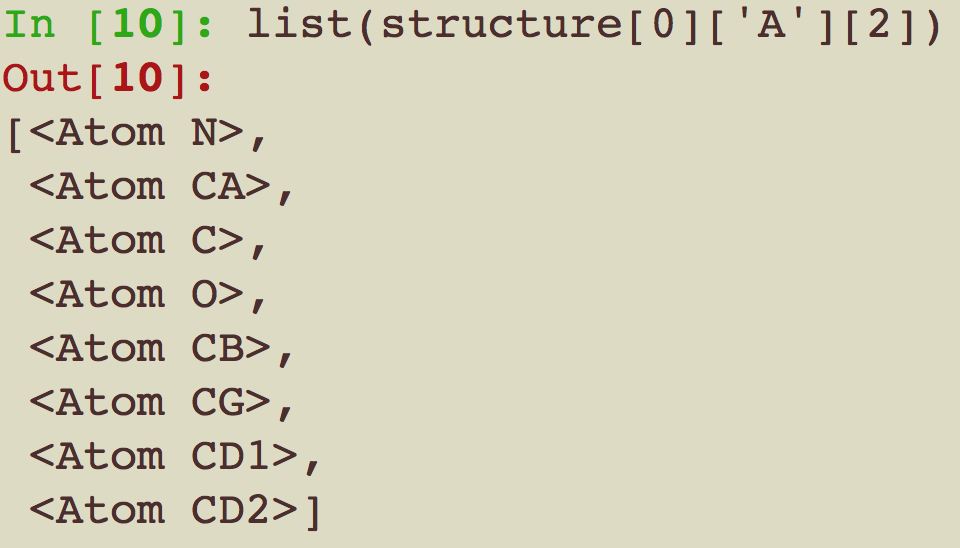 In [10]: list(structure[0]['A'][2])
Out[10]:
[<Atom N>,
 <Atom CA>,
 <Atom C>,
 <Atom O>,
 <Atom CB>,
 <Atom CG>,
 <Atom CD1>,
 <Atom CD2>]